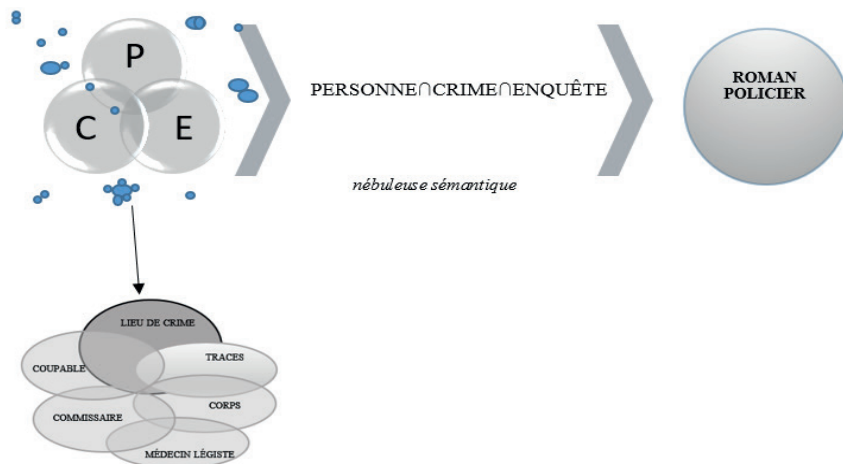 P
C
E
PERSONNE∩CRIME∩ENQUÊTE
nébuleuse sémantique
ROMAN
POLICIER
LIEU DE CRIME
TRACES
COUPABLE
CORPS
COMMISSAIRE
MÉDECIN LÉGISTE